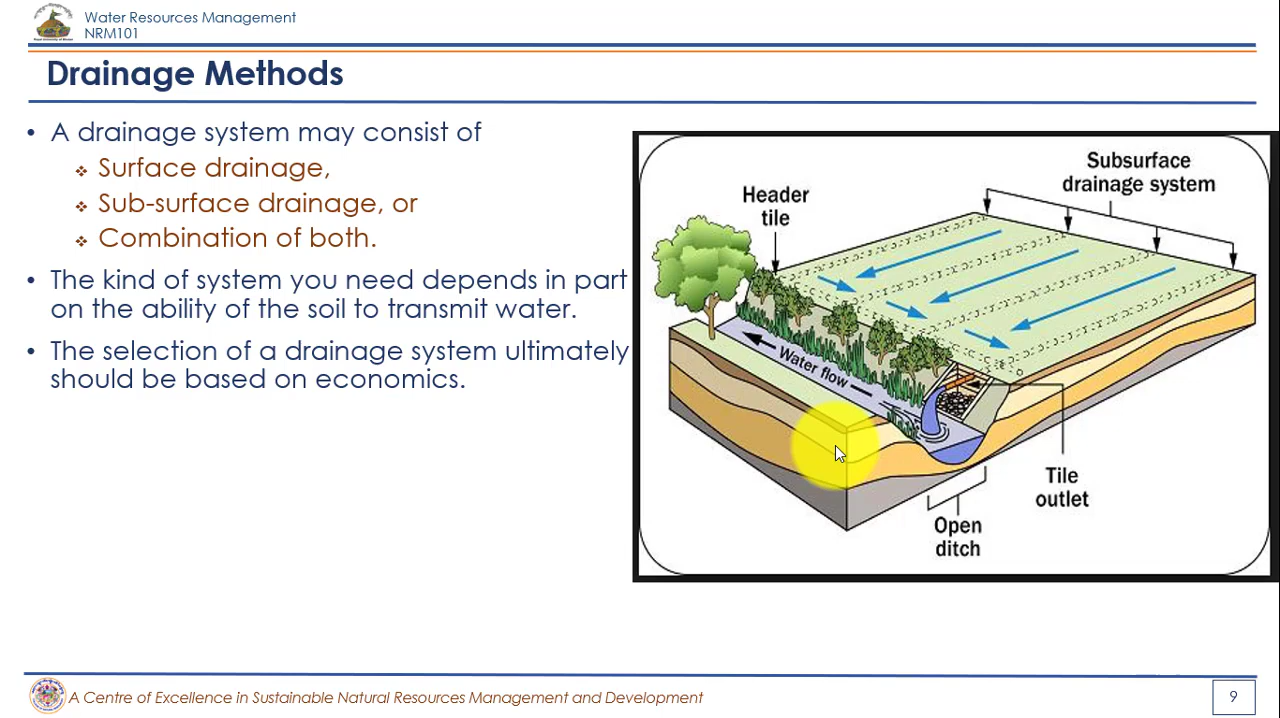 Water Resources Management
NRM101
Drainage Methods
• A drainage system may consist of
❖ Surface drainage,
❖ Sub-surface drainage, or
❖ Combination of both.
• The kind of system you need depends in part
on the ability of the soil to transmit water.
• The selection of a drainage system ultimately
should be based on economics.
Subsurface
drainage system
Header
tile
Water flow
Tile
outlet
Open
ditch
A Centre of Excellence in Sustainable Natural Resources Management and Development
9